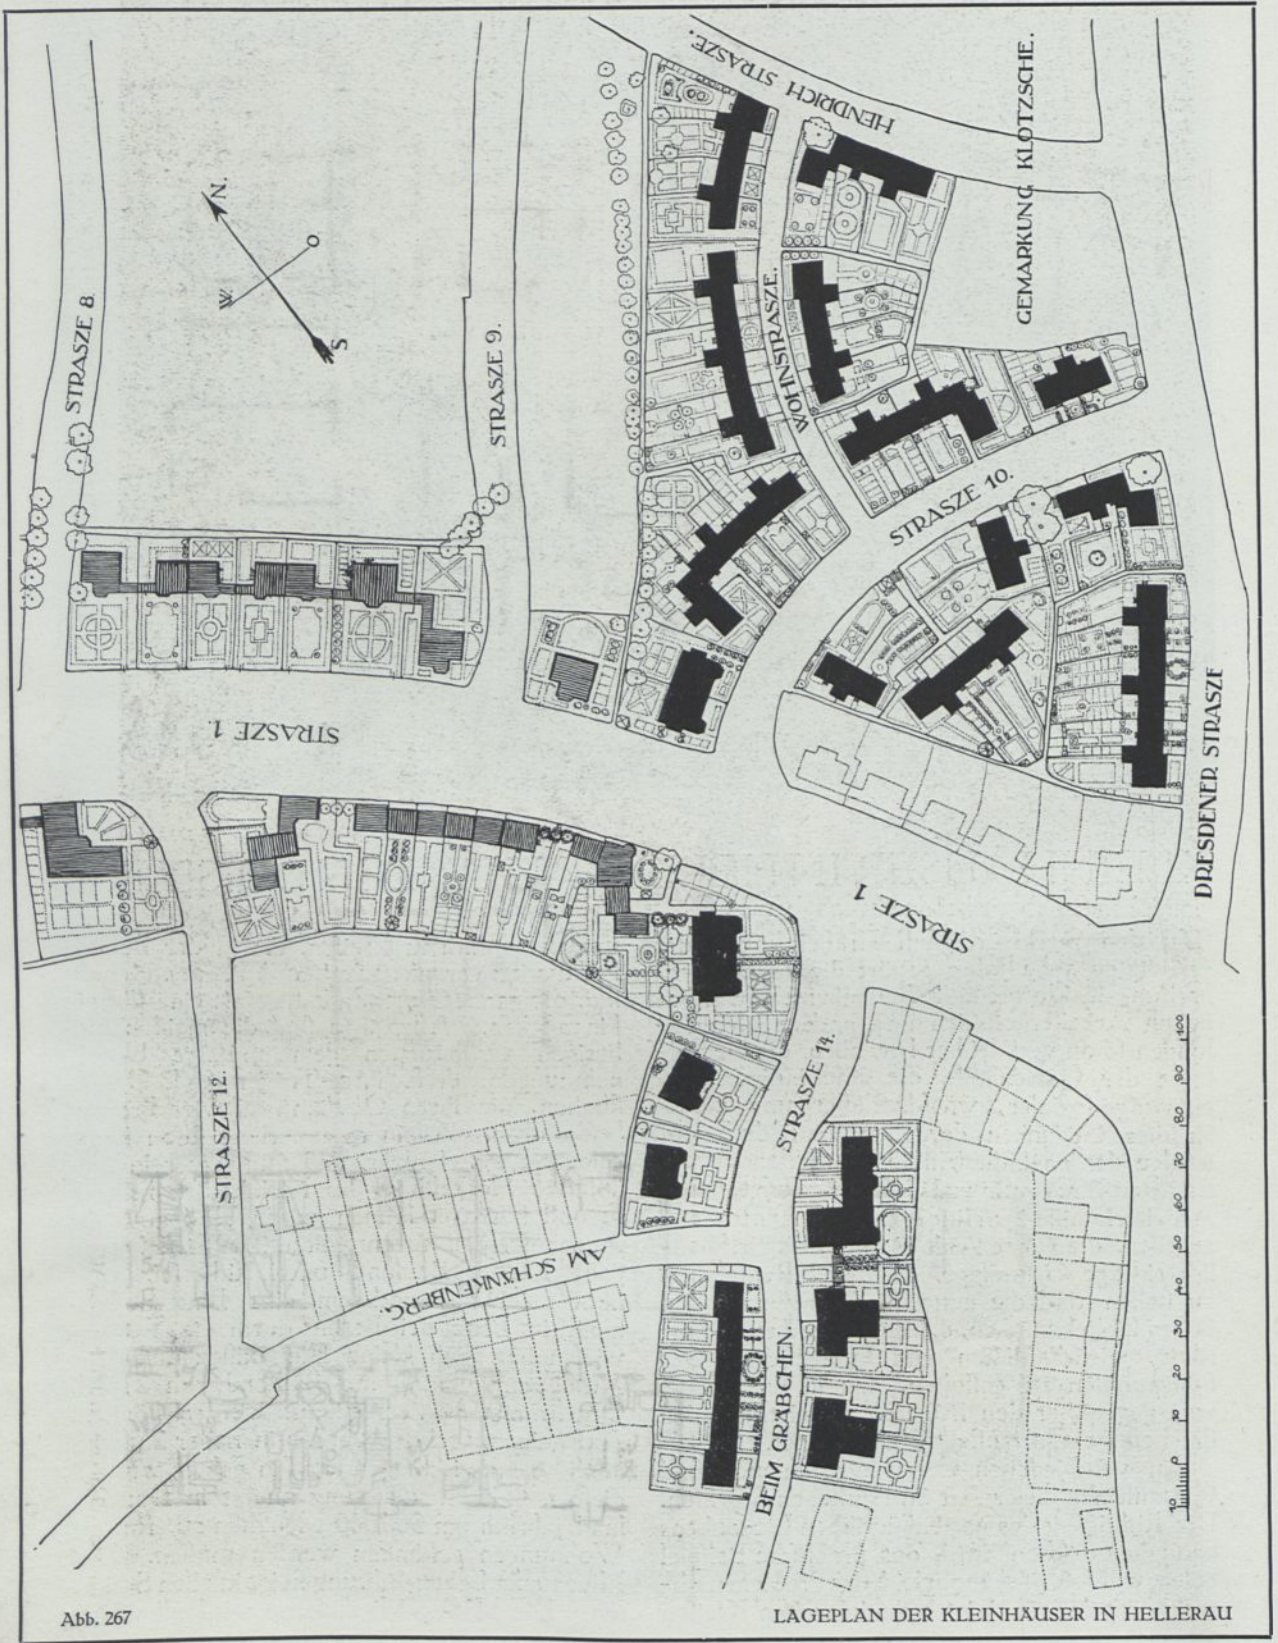 HENDRICH STRASZE.
GEMARKUNG KLOTZSCHE.
N.
O
W.
S
STRASZE 8.
STRASZE 9.
WOHNSTRASZE.
STRASZE 10.
STRASZE 1.
DRESDENER STRASZE
STRASZE 1
STRASZE 14.
STRASZE 12.
AM SCHÄNKENBERG.
BEIM GRÄBCHEN.
10 0 10 20 30 40 50 60 70 80 90 100
Abb. 267
LAGEPLAN DER KLEINHÄUSER IN HELLERAU